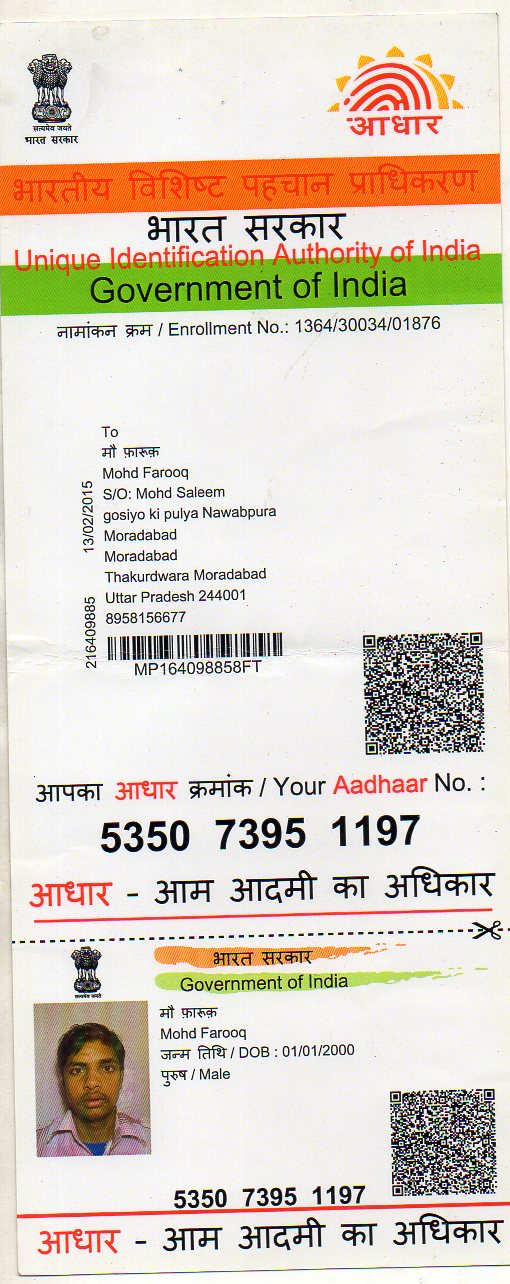 सत्यमेव जयते
भारत सरकार
आधार
भारतीय विशिष्ट पहचान प्राधिकरण
भारत सरकार
Unique Identification Authority of India
Government of India
नामांकन क्रम / Enrollment No.: 1364/30034/01876
To
मौ फ़ारूक़
Mohd Farooq
S/O: Mohd Saleem
gosiyo ki pulya Nawabpura
Moradabad
Moradabad
Thakurdwara Moradabad
Uttar Pradesh 244001
8958156677
216409885 13/02/2015
MP164098858FT
आपका आधार क्रमांक / Your Aadhaar No. :
5350 7395 1197
आधार - आम आदमी का अधिकार
भारत सरकार
Government of India
सत्यमेव जयते
मौ फ़ारूक़
Mohd Farooq
जन्म तिथि / DOB : 01/01/2000
पुरुष / Male
5350 7395 1197
आधार - आम आदमी का अधिकार